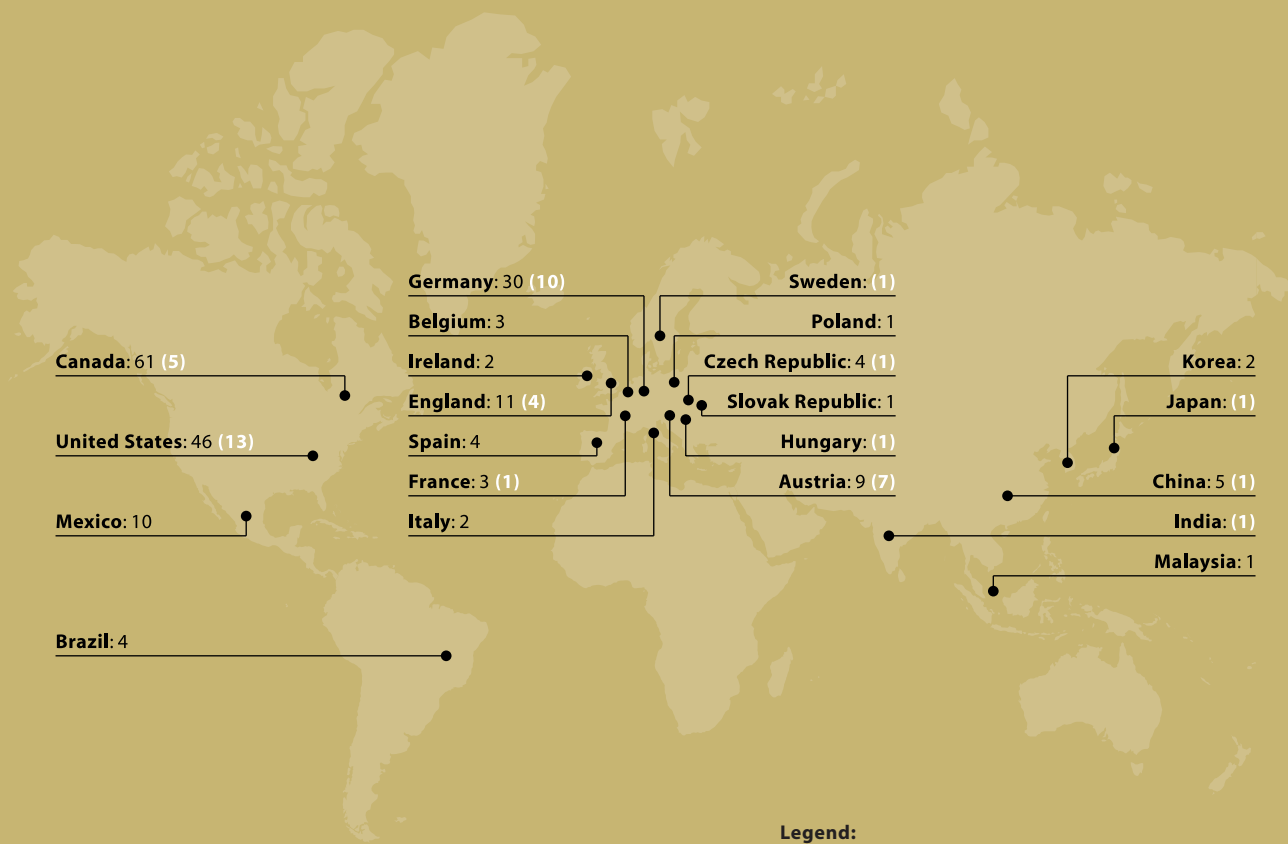 Germany: 30 (10)
Belgium: 3
Ireland: 2
England: 11 (4)
Spain: 4
France: 3 (1)
Italy: 2
Sweden: (1)
Poland: 1
Czech Republic: 4 (1)
Slovak Republic: 1
Hungary: (1)
Austria: 9 (7)
Canada: 61 (5)
United States: 46 (13)
Mexico: 10
Brazil: 4
Korea: 2
Japan: (1)
China: 5 (1)
India: (1)
Malaysia: 1
Legend: